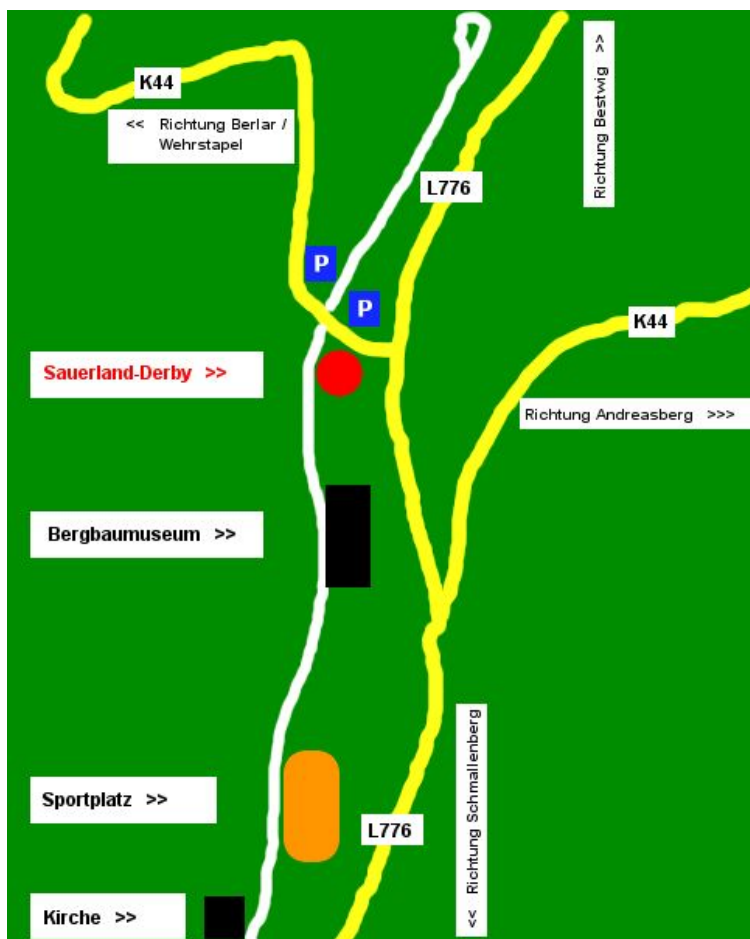 K44
<< Richtung Berlar /
Wehrstapel
Richtung Bestwig >>
L776
P
P
K44
Sauerland-Derby >>
Richtung Andreasberg >>>
Bergbaumuseum >>
<< Richtung Schmallenberg
Sportplatz >>
L776
Kirche >>